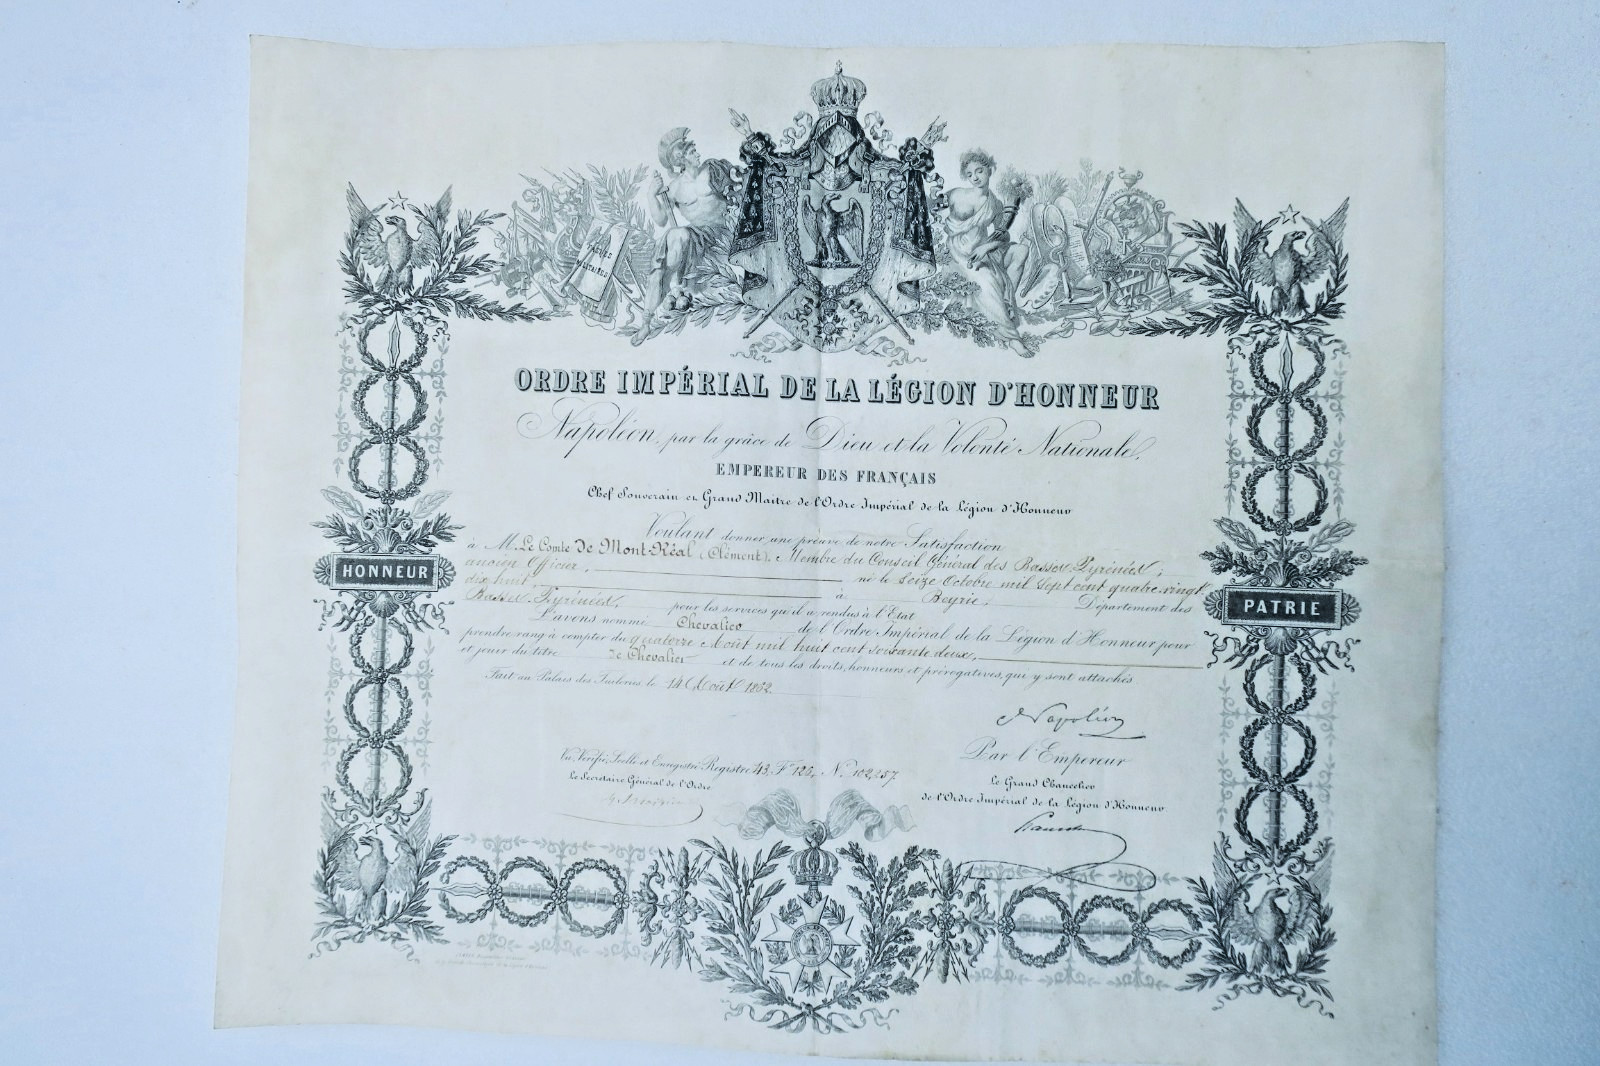 FASTES
MILITAIRES
ORDRE IMPÉRIAL DE LA LÉGION D'HONNEUR
Napoléon, par la grâce de Dieu et la Volonté Nationale,
EMPEREUR DES FRANÇAIS
Chef Souverain et Grand Maître de l'Ordre Impérial de la Légion d'Honneur
Voulant donner une preuve de notre Satisfaction
à M. Le Comte de Mont-Réal (Clément), Membre du Conseil Général des Basses Pyrénées,
ancien Officier, né le Seize Octobre mil sept cent quatre vingt
dix huit à Beyrie, Département des
Basses Pyrénées, pour les services qu'il a rendus à l'État
L'avons nommé Chevalier de l'Ordre Impérial de la Légion d'Honneur pour
prendre rang à compter du quatorze Août mil huit cent soixante deux,
et jouir du titre de Chevalier et de tous les droits, honneurs et prérogatives, qui y sont attachés
Fait au Palais des Tuileries le 14 Août 1862
Napoléon
HONNEUR
PATRIE
Par l'Empereur
Vu, Vérifié, Scellé et Enregistré Registre 43, F° 126, N° 102,257
Le Secrétaire Général de l'Ordre
Le Grand Chancelier
de l'Ordre Impérial de la Légion d'Honneur